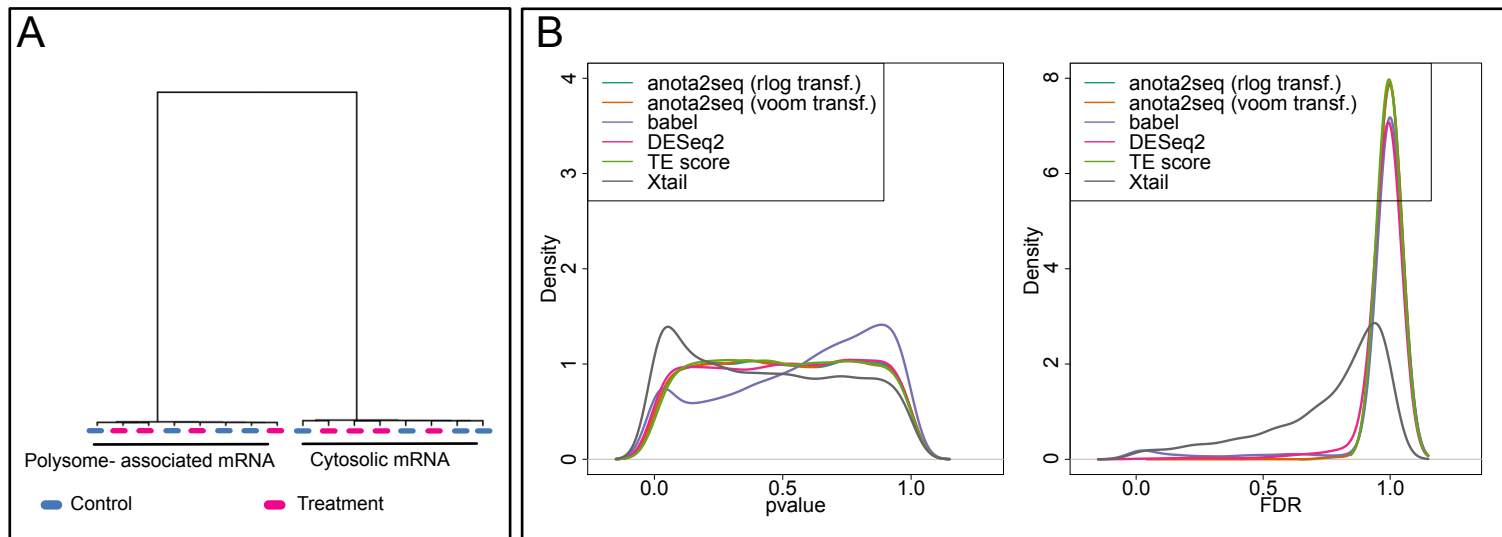 A
Polysome- associated mRNA
Cytosolic mRNA
Control
Treatment
B
anota2seq (rlog transf.)
anota2seq (voom transf.)
babel
DESeq2
TE score
Xtail
Density
0
1
2
3
4
0.0
0.5
1.0
pvalue
anota2seq (rlog transf.)
anota2seq (voom transf.)
babel
DESeq2
TE score
Xtail
Density
0
2
4
6
8
0.0
0.5
1.0
FDR